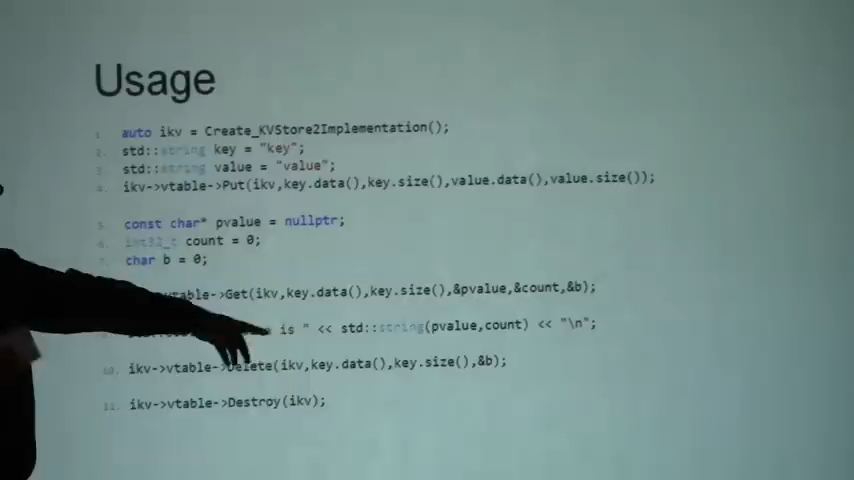 Usage
1. auto ikv = Create_KVStore2Implementation();
2. std::string key = "key";
3. std::string value = "value";
4. ikv->vtable->Put(ikv,key.data(),key.size(),value.data(),value.size());
5. const char* pvalue = nullptr;
6. int32_t count = 0;
7. char b = 0;
vtable->Get(ikv,key.data(),key.size(),&pvalue,&count,&b);
is " << std::string(pvalue,count) << "\n";
10. ikv->vtable->Delete(ikv,key.data(),key.size(),&b);
11. ikv->vtable->Destroy(ikv);